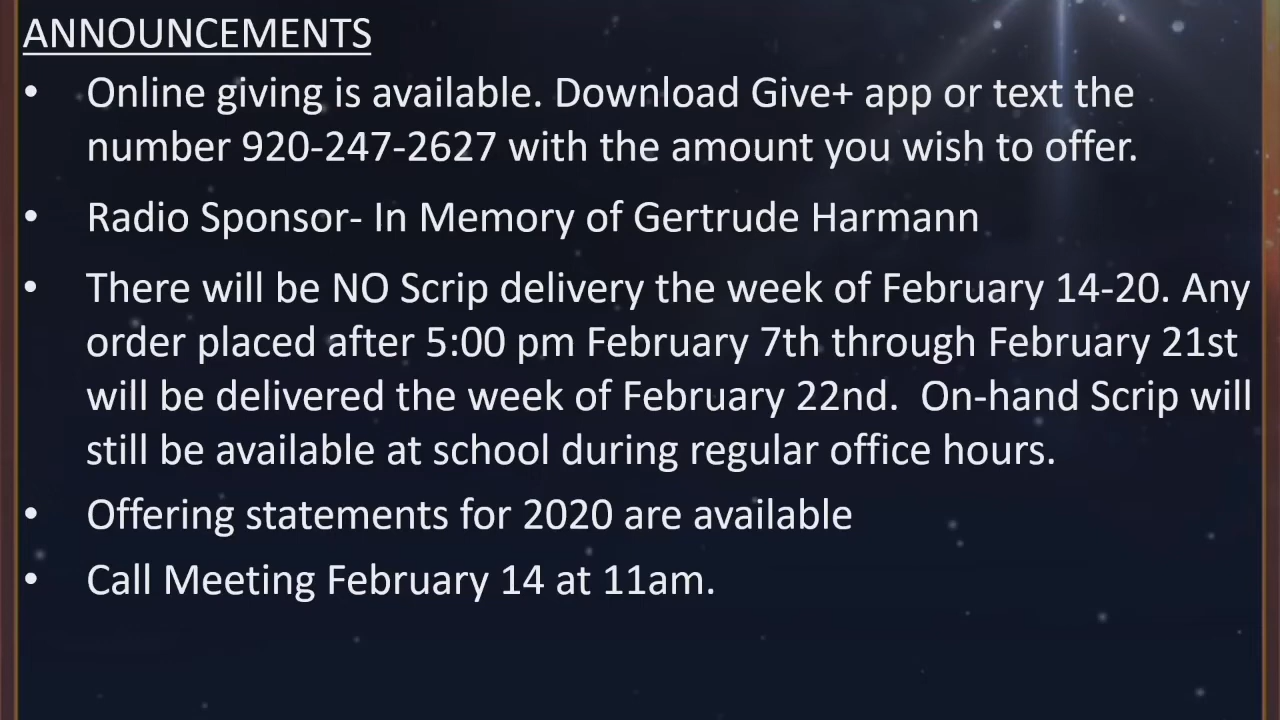 ANNOUNCEMENTS
• Online giving is available. Download Give+ app or text the
number 920-247-2627 with the amount you wish to offer.
• Radio Sponsor- In Memory of Gertrude Harmann
• There will be NO Scrip delivery the week of February 14-20. Any
order placed after 5:00 pm February 7th through February 21st
will be delivered the week of February 22nd.  On-hand Scrip will
still be available at school during regular office hours.
• Offering statements for 2020 are available
• Call Meeting February 14 at 11am.